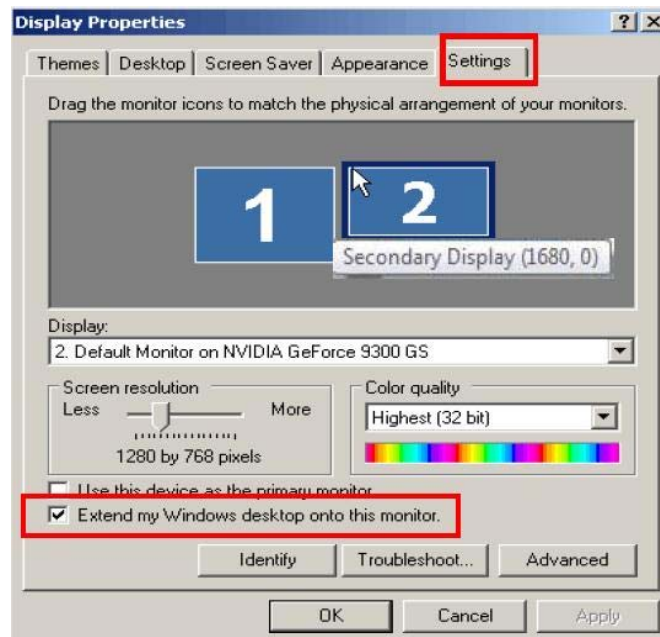 Display Properties
Themes Desktop Screen Saver Appearance Settings
Drag the monitor icons to match the physical arrangement of your monitors.
1 2
Secondary Display (1680, 0)
Display:
2. Default Monitor on NVIDIA GeForce 9300 GS
Screen resolution Color quality
Less More Highest (32 bit)
1280 by 768 pixels
Use this device as the primary monitor.
Extend my Windows desktop onto this monitor.
Identify Troubleshoot... Advanced
OK Cancel Apply